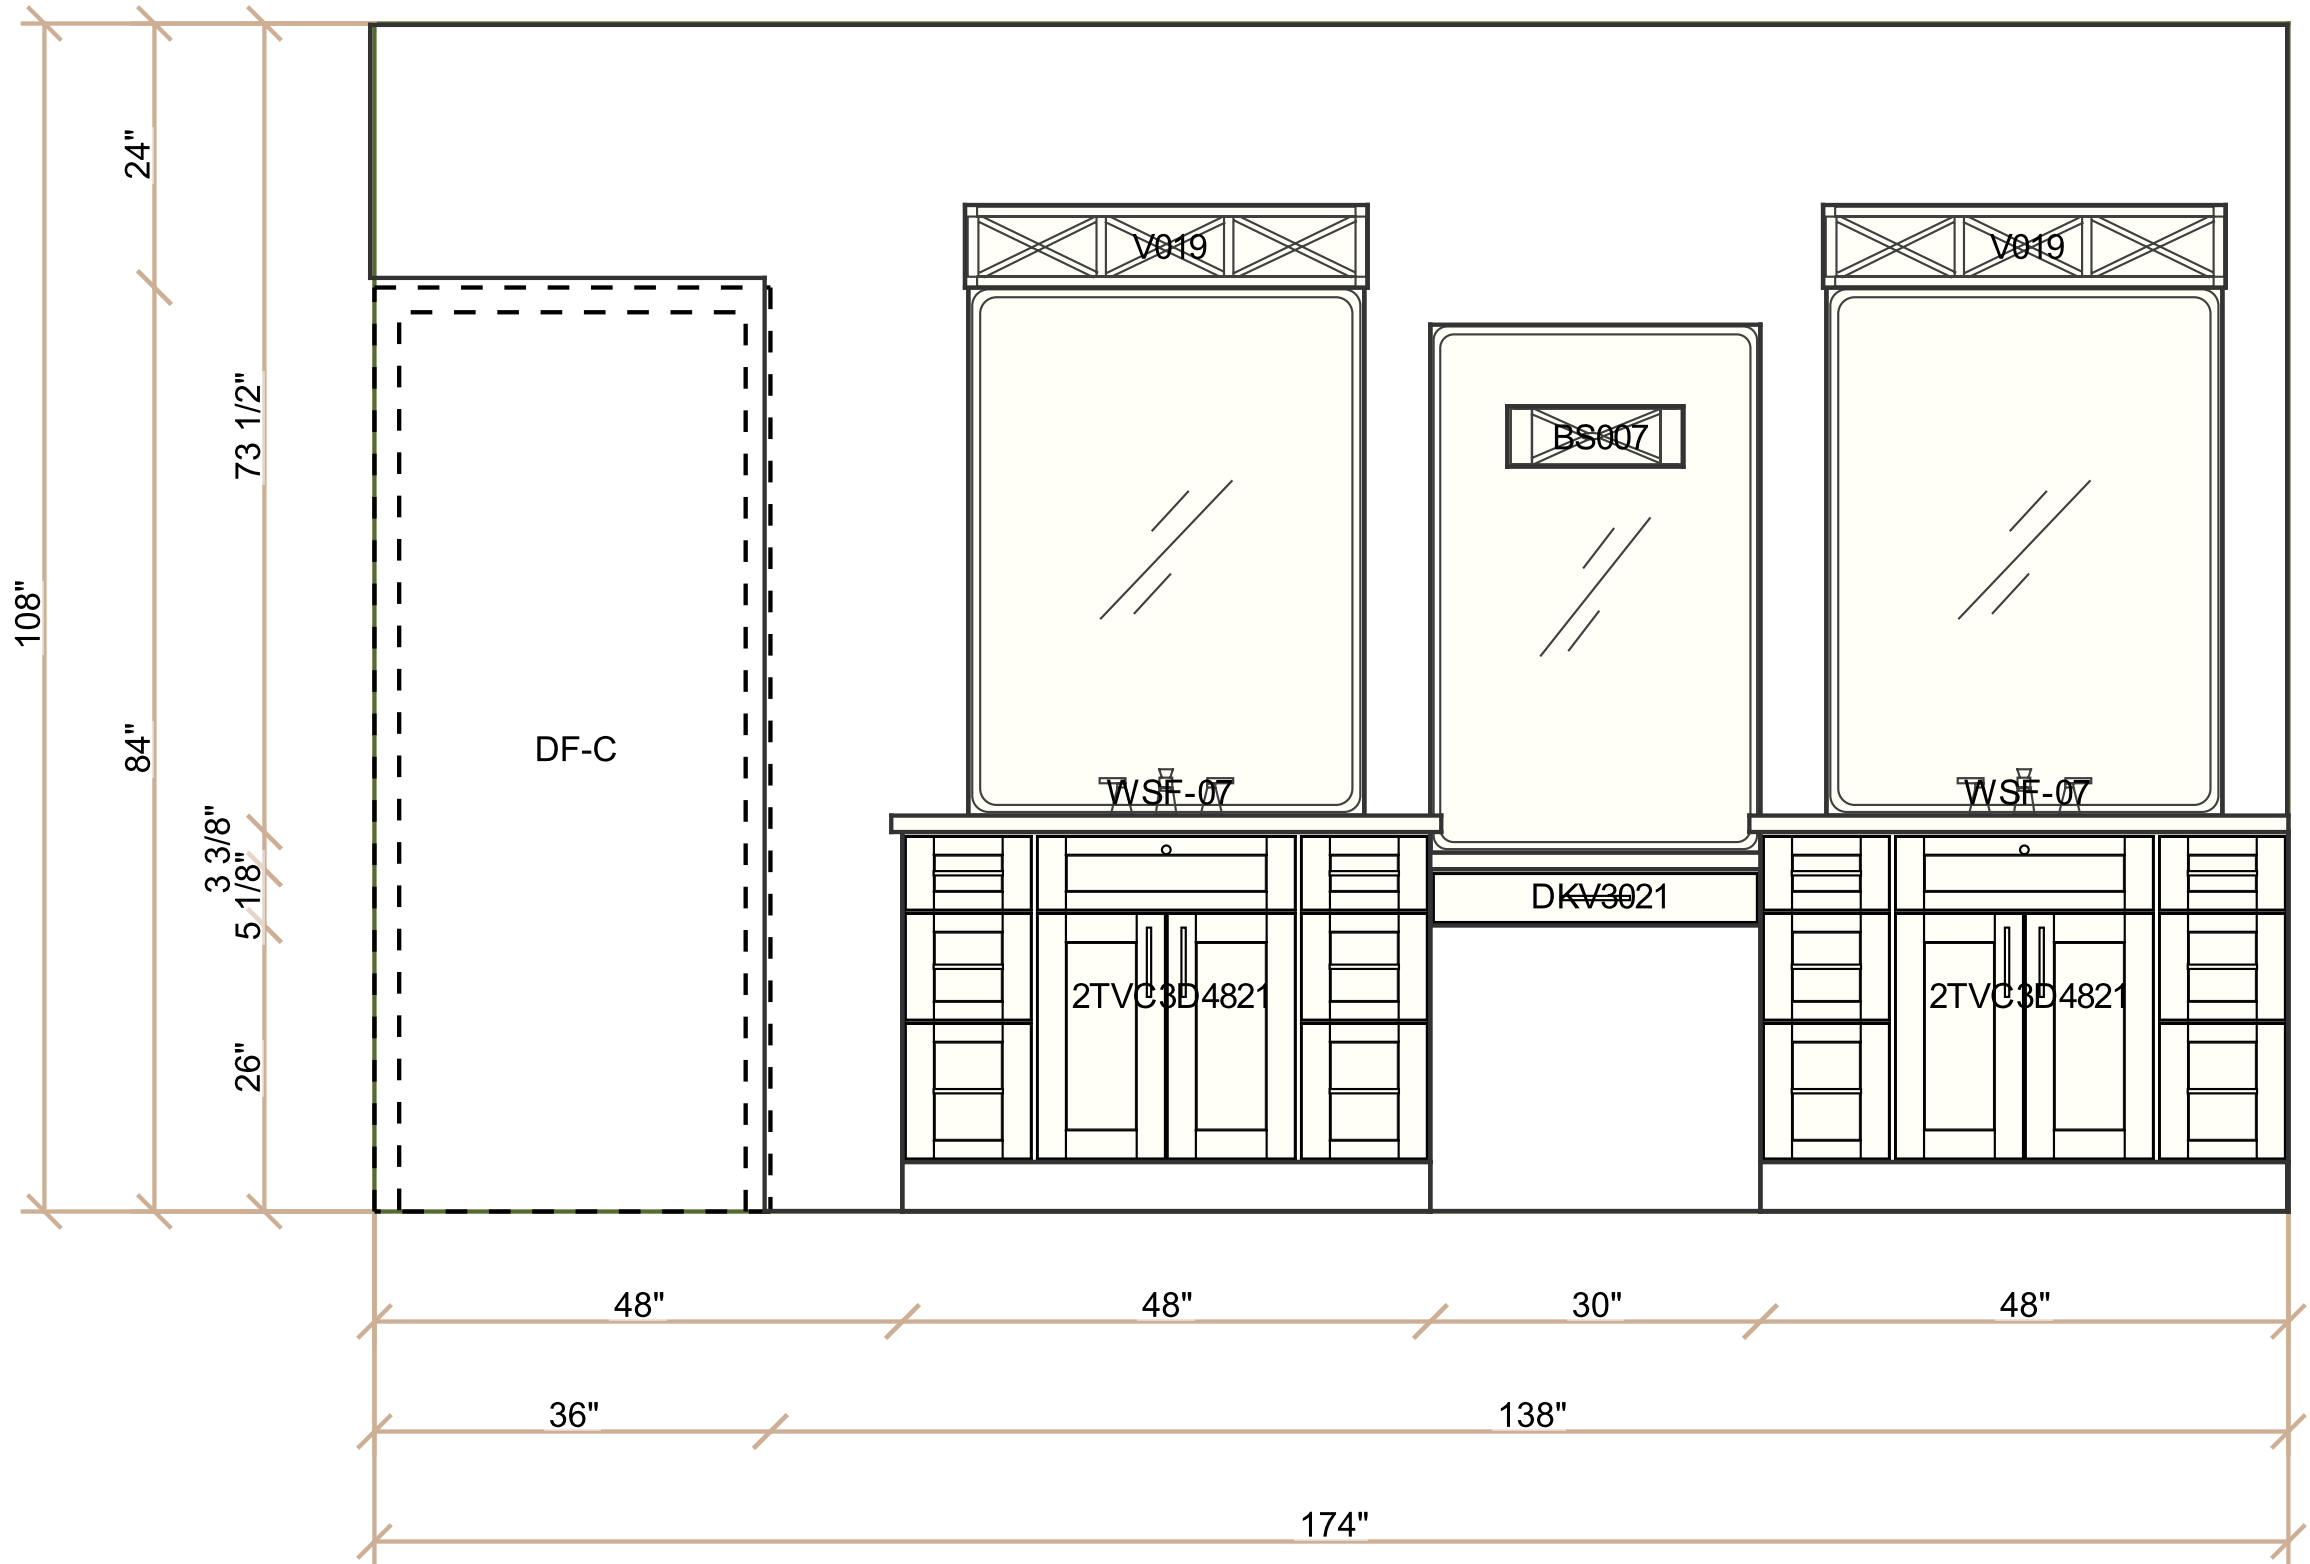 24"
V019
V019
73 1/2"
BS007
108"
84"
DF-C
WSF-07
WSF-07
3 3/8"
5 1/8"
DKV3021
2TVC3D4821
2TVC3D4821
26"
48"
48"
30"
48"
36"
138"
174"